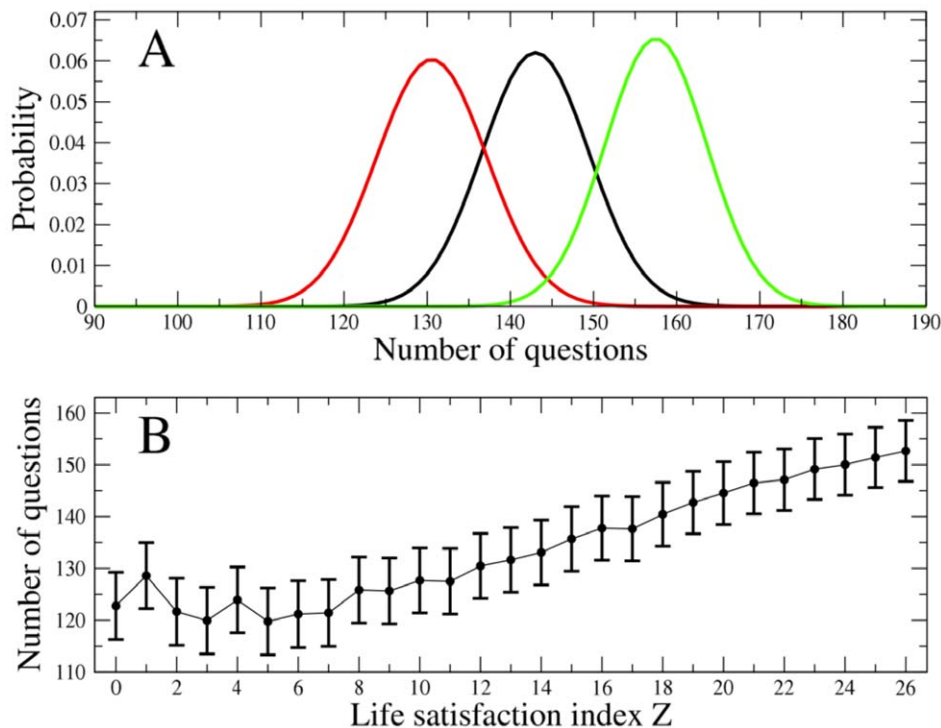 A
Probability
0.07
0.06
0.05
0.04
0.03
0.02
0.01
0
90 100 110 120 130 140 150 160 170 180 190
Number of questions
B
Number of questions
160
150
140
130
120
110
0 2 4 6 8 10 12 14 16 18 20 22 24 26
Life satisfaction index Z